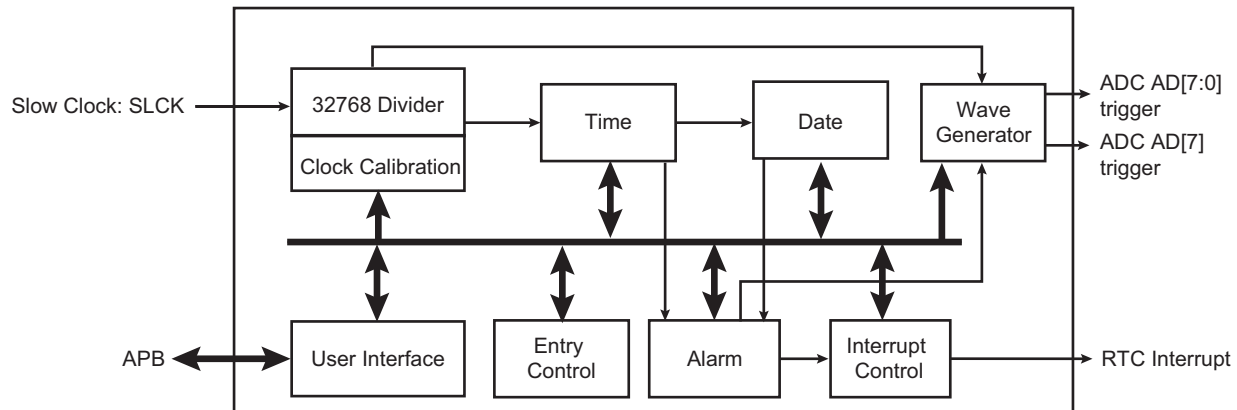 Slow Clock: SLCK
32768 Divider
Clock Calibration
Time
Date
Wave
Generator
ADC AD[7:0]
trigger
ADC AD[7]
trigger
APB
User Interface
Entry
Control
Alarm
Interrupt
Control
RTC Interrupt